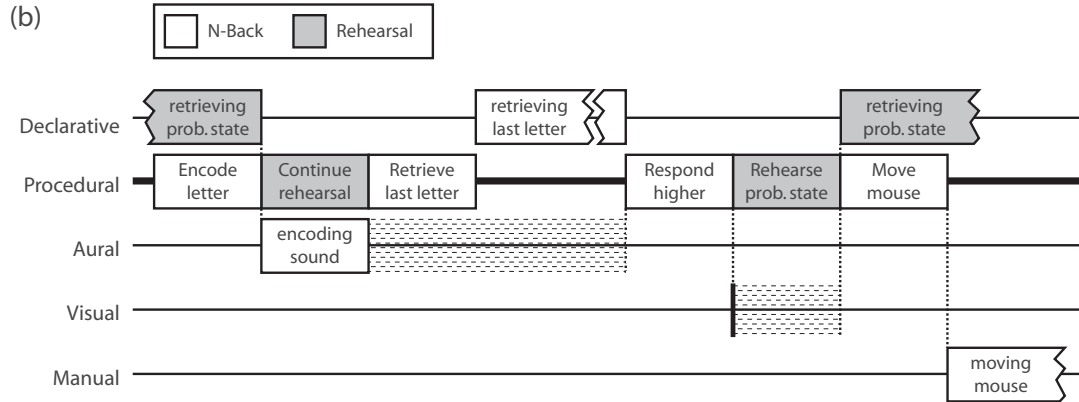 (b)
N-Back
Rehearsal
Declarative
retrieving
prob. state
retrieving
last letter
retrieving
prob. state
Procedural
Encode
letter
Continue
rehearsal
Retrieve
last letter
Respond
higher
Rehearse
prob. state
Move
mouse
Aural
encoding
sound
Visual
Manual
moving
mouse